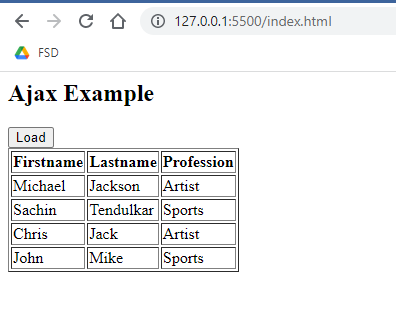 127.0.0.1:5500/index.html
FSD
Ajax Example
Load
Firstname Lastname Profession
Michael Jackson Artist
Sachin Tendulkar Sports
Chris Jack Artist
John Mike Sports